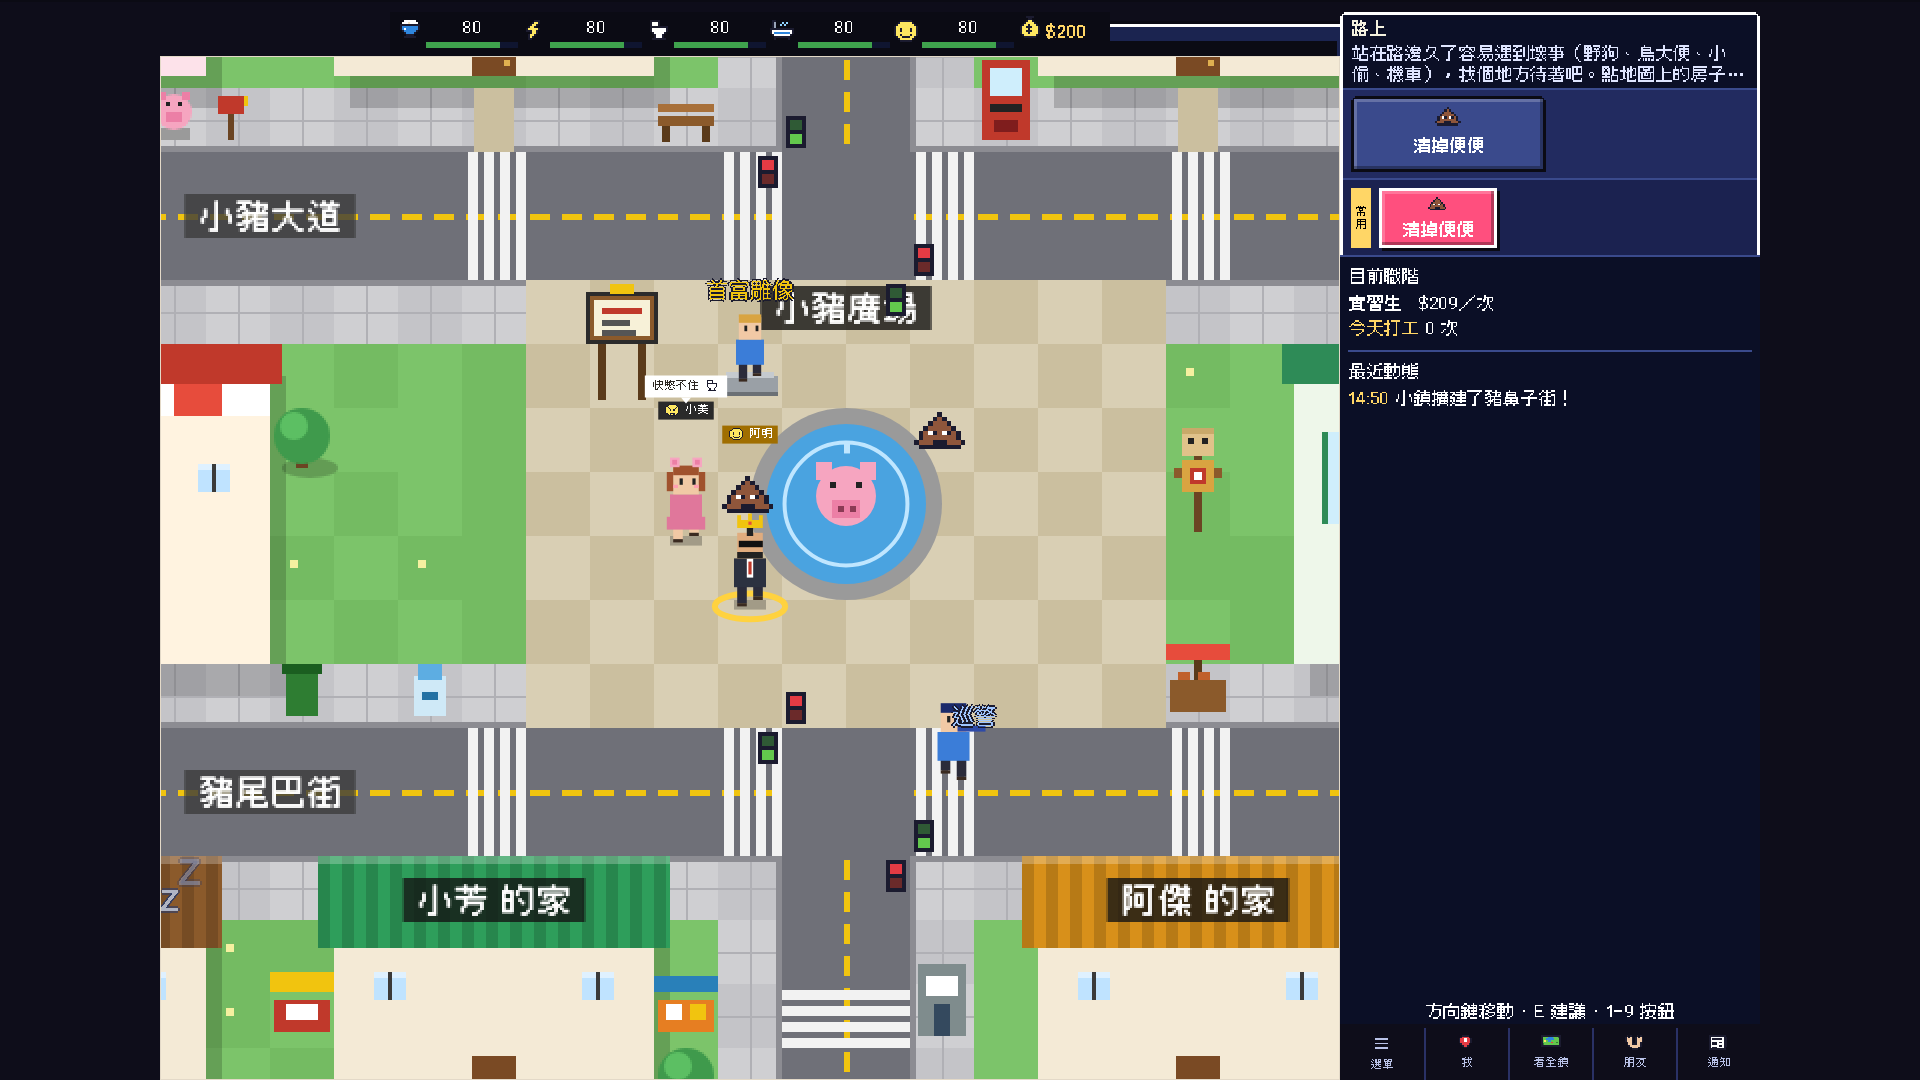 80
80
80
80
80
$200
小豬大道
首富雕像
小豬廣場
快憋不住
小美
阿明
巡警
豬尾巴街
Z
Z
小芳 的家
阿傑 的家
路上
站在路邊久了容易遇到壞事（野狗、鳥大便、小
偷、機車），找個地方待著吧。點地圖上的房子…
清掉便便
常用
清掉便便
目前職階
實習生 $209／次
今天打工 0 次
最近動態
14:50 小鎮擴建了豬鼻子街！
方向鍵移動 · E 建議 · 1-9 按鈕
選單
我
看全鎮
朋友
通知